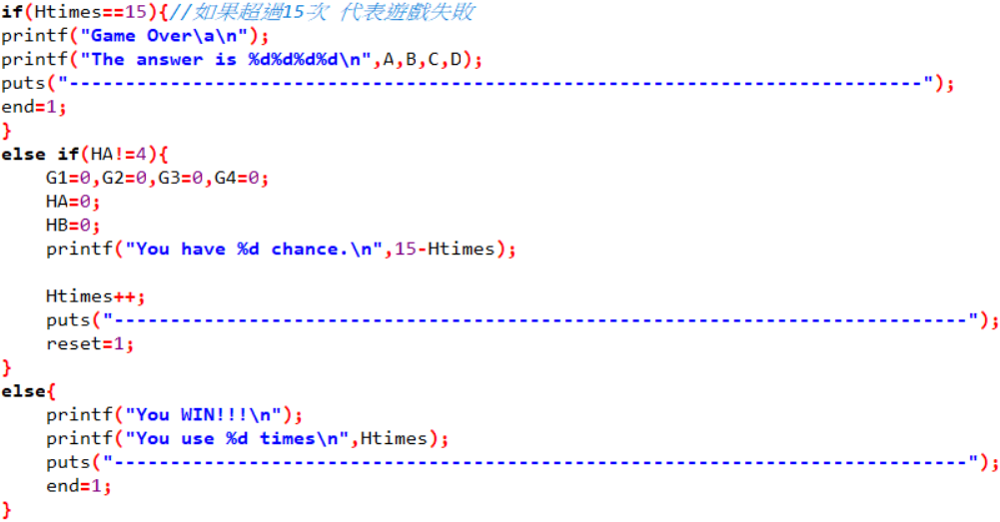 if(Htimes==15){//如果超過15次 代表遊戲失敗
printf("Game Over\a\n");
printf("The answer is %d%d%d%d\n",A,B,C,D);
puts("----------------------------------------------------------------------------");
end=1;
}
else if(HA!=4){
    G1=0,G2=0,G3=0,G4=0;
    HA=0;
    HB=0;
    printf("You have %d chance.\n",15-Htimes);
    Htimes++;
    puts("----------------------------------------------------------------------------");
    reset=1;
}
else{
    printf("You WIN!!!\n");
    printf("You use %d times\n",Htimes);
    puts("----------------------------------------------------------------------------");
    end=1;
}